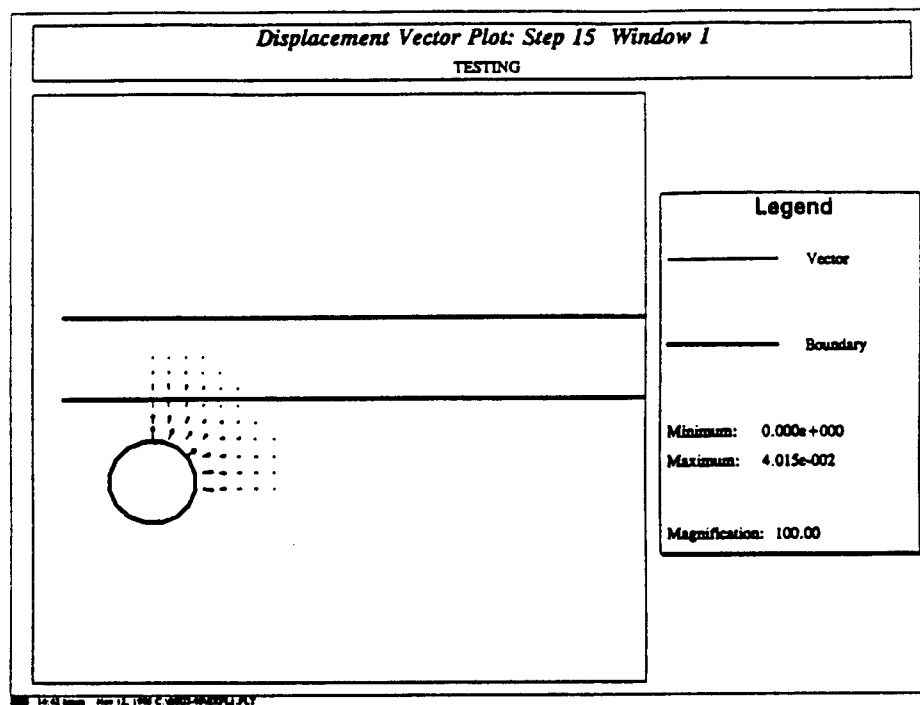 Displacement Vector Plot: Step 15 Window 1
TESTING
Legend
Vector
Boundary
Minimum: 0.000e+000
Maximum: 4.015e-002
Magnification: 100.00